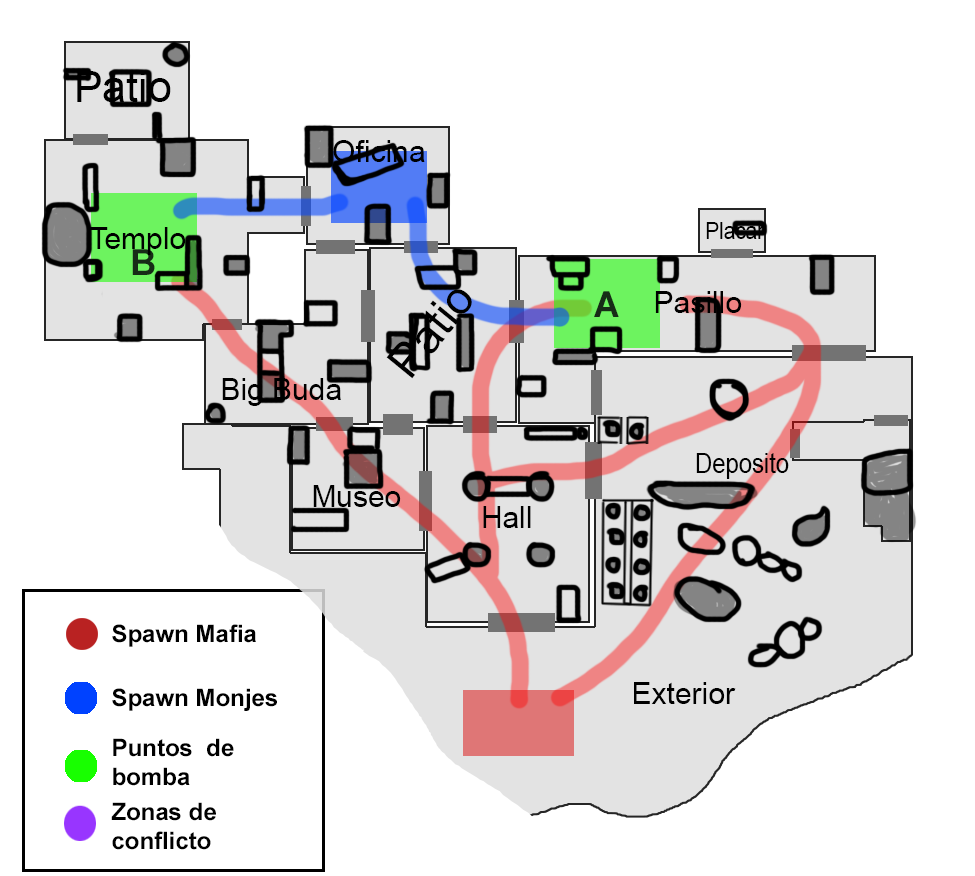 Patio
Oficina
Templo
B
Placar
A
Pasillo
Patio
Big Buda
Museo
Hall
Deposito
Exterior
Spawn Mafia
Spawn Monjes
Puntos de
bomba
Zonas de
conflicto